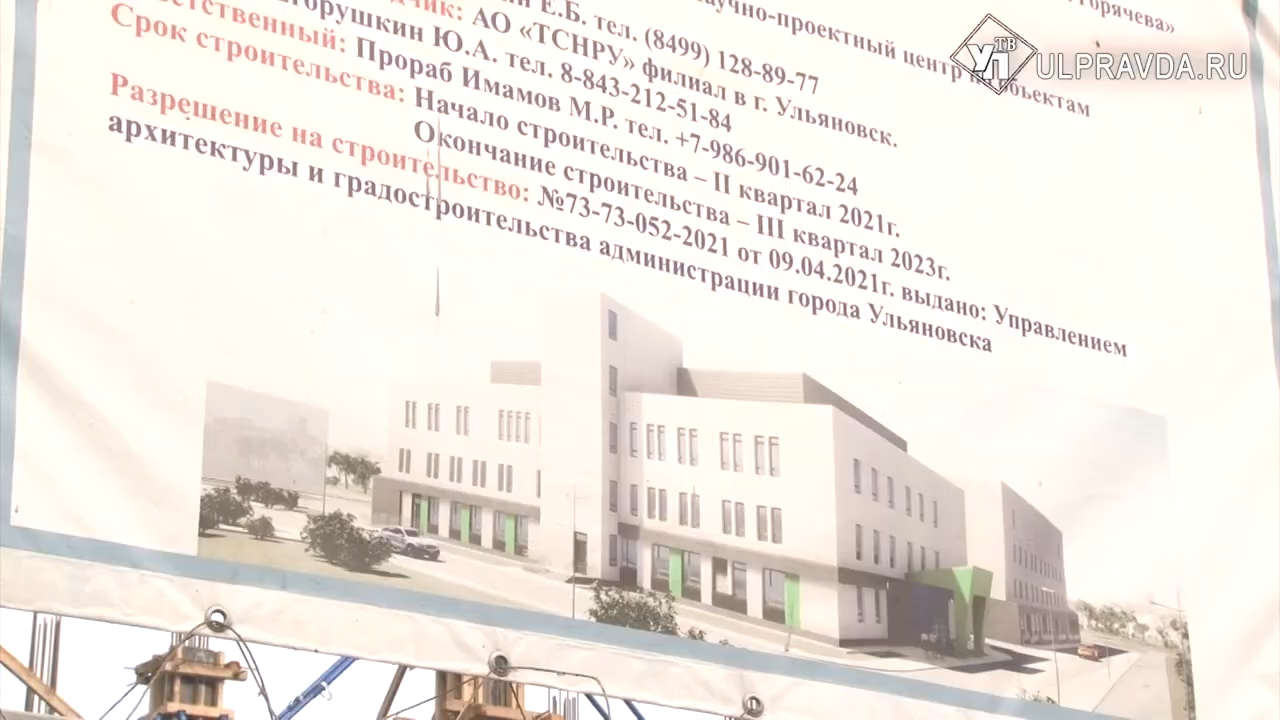 научно-проектный центр по объектам
Горячева»
Е.Б. тел. (8499) 128-89-77
АО «ТСНРУ» филиал в г. Ульяновск.
Ю.А. тел. 8-843-212-51-84
Прораб Имамов М.Р. тел. +7-986-901-62-24
Срок строительства: Начало строительства – II квартал 2021г.
Окончание строительства – III квартал 2023г.
Разрешение на строительство: №73-73-052-2021 от 09.04.2021г. выдано: Управлением
архитектуры и градостроительства администрации города Ульяновска
УП ТВ ULPRAVDA.RU